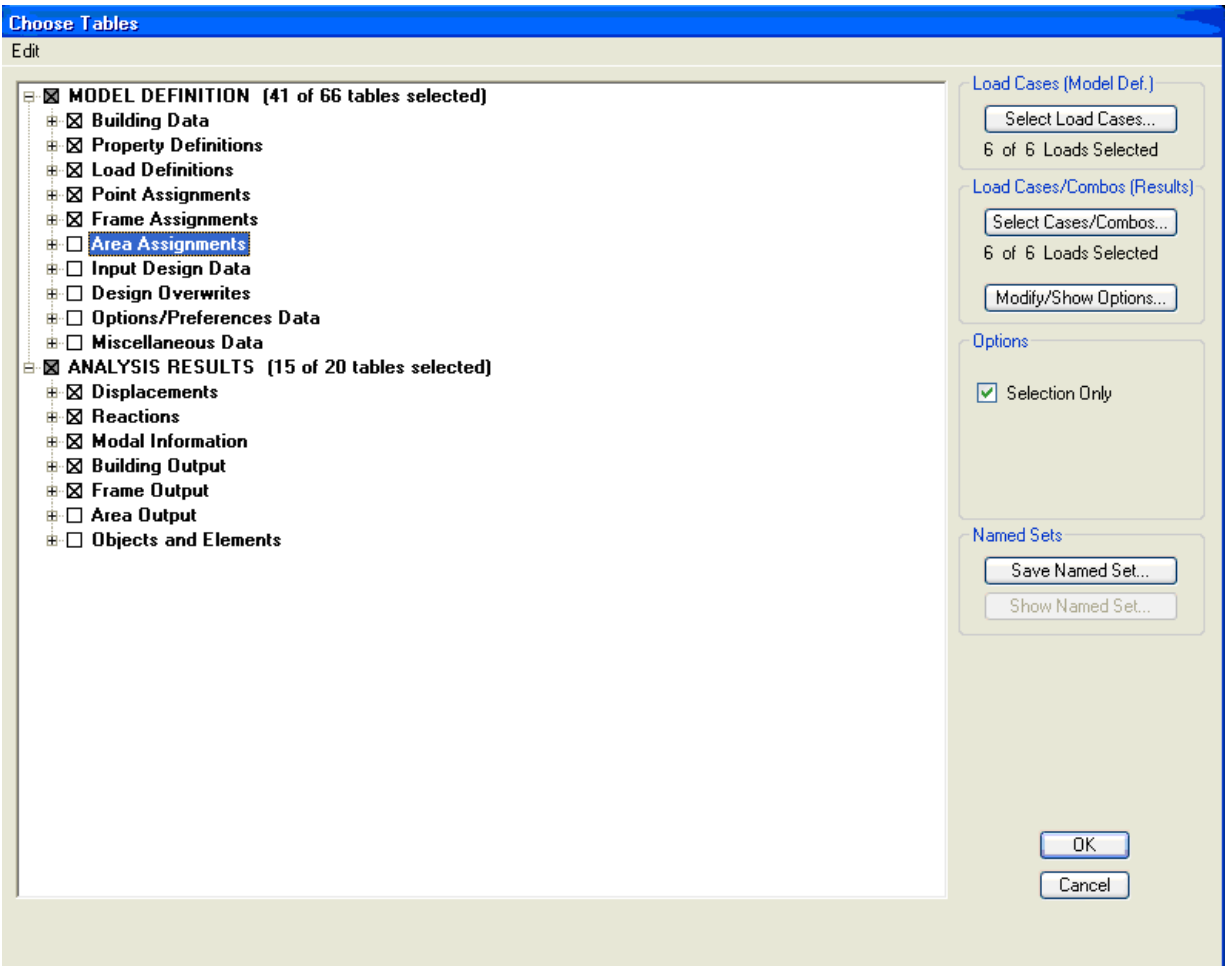 Choose Tables
Edit
MODEL DEFINITION (41 of 66 tables selected)
Building Data
Property Definitions
Load Definitions
Point Assignments
Frame Assignments
Area Assignments
Input Design Data
Design Overwrites
Options/Preferences Data
Miscellaneous Data
ANALYSIS RESULTS (15 of 20 tables selected)
Displacements
Reactions
Modal Information
Building Output
Frame Output
Area Output
Objects and Elements
Load Cases (Model Def.)
Select Load Cases...
6 of 6 Loads Selected
Load Cases/Combos (Results)
Select Cases/Combos...
6 of 6 Loads Selected
Modify/Show Options...
Options
Selection Only
Named Sets
Save Named Set...
Show Named Set...
OK
Cancel